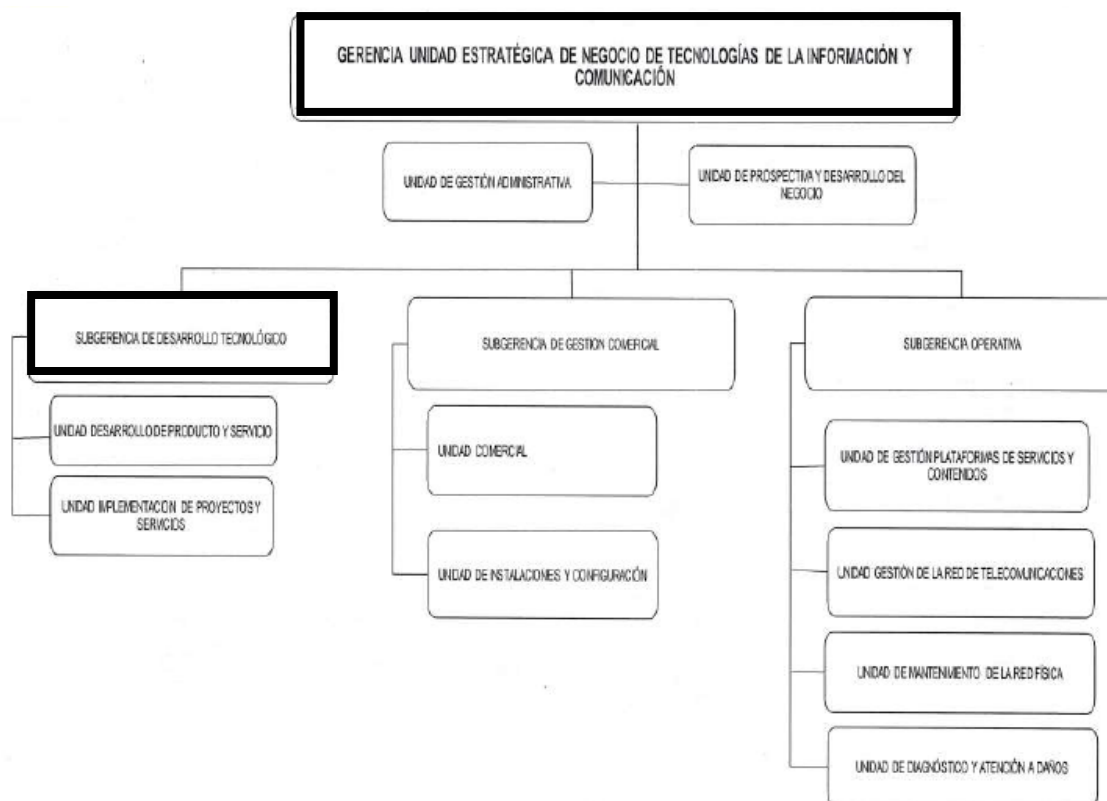 GERENCIA UNIDAD ESTRATÉGICA DE NEGOCIO DE TECNOLOGÍAS DE LA INFORMACIÓN Y
COMUNICACIÓN
UNIDAD DE GESTIÓN ADMINISTRATIVA
UNIDAD DE PROSPECTIVA Y DESARROLLO DEL
NEGOCIO
SUBGERENCIA DE DESARROLLO TECNOLÓGICO
UNIDAD DESARROLLO DE PRODUCTO Y SERVICIO
UNIDAD IMPLEMENTACION DE PROYECTOS Y
SERVICIOS
SUBGERENCIA DE GESTION COMERCIAL
UNIDAD COMERCIAL
UNIDAD DE INSTALACIONES Y CONFIGURACIÓN
SUBGERENCIA OPERATIVA
UNIDAD DE GESTIÓN PLATAFORMAS DE SERVICIOS Y
CONTENIDOS
UNIDAD GESTIÓN DE LA RED DE TELECOMUNICACIONES
UNIDAD DE MANTENIMIENTO DE LA RED FÍSICA
UNIDAD DE DIAGNÓSTICO Y ATENCIÓN A DAÑOS